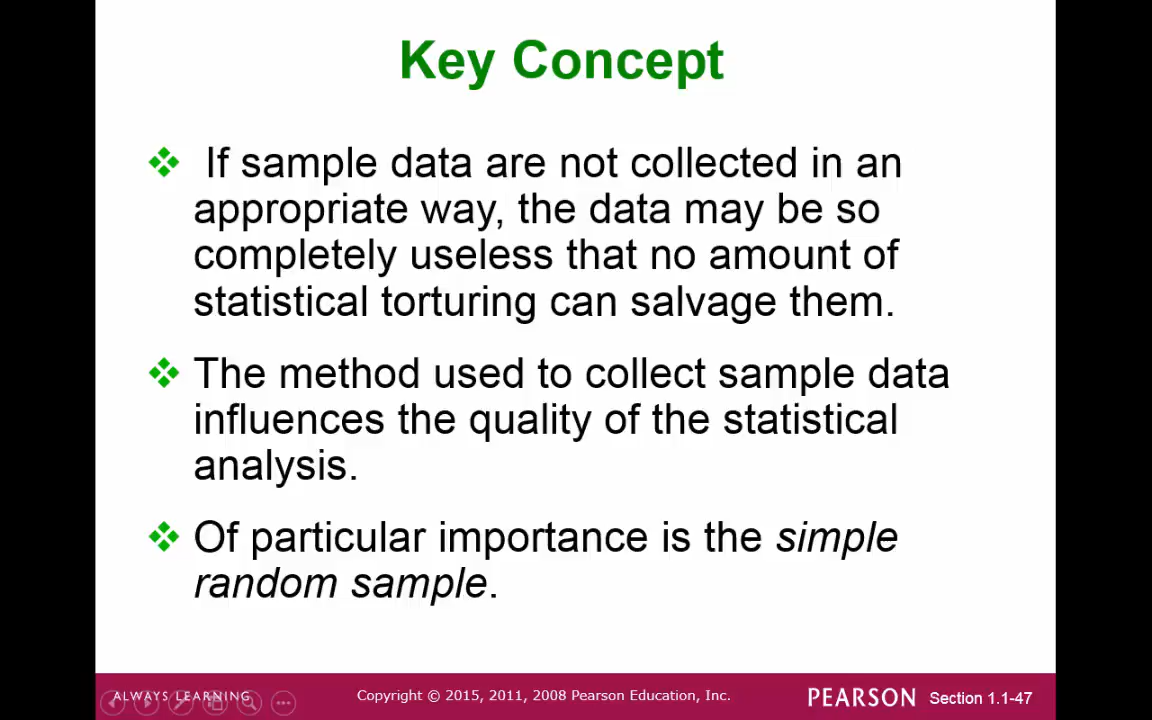 Key Concept
If sample data are not collected in an
appropriate way, the data may be so
completely useless that no amount of
statistical torturing can salvage them.
The method used to collect sample data
influences the quality of the statistical
analysis.
Of particular importance is the simple
random sample.
ALWAYS LEARNING
Copyright © 2015, 2011, 2008 Pearson Education, Inc.
PEARSON
Section 1.1-47